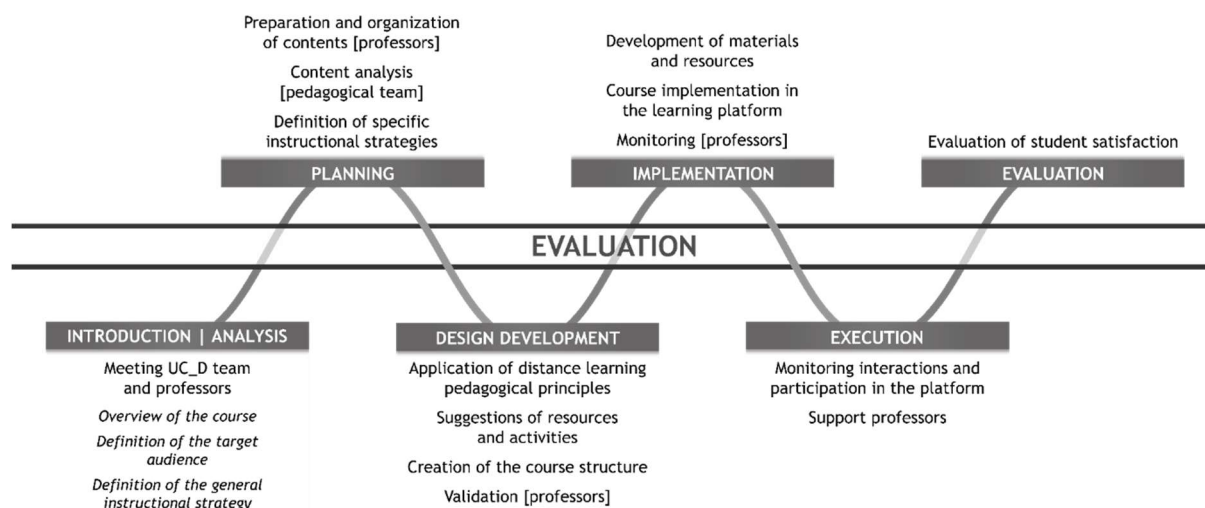 Preparation and organization
of contents [professors]
Content analysis
[pedagogical team]
Definition of specific
instructional strategies
PLANNING
Development of materials
and resources
Course implementation in
the learning platform
Monitoring [professors]
IMPLEMENTATION
Evaluation of student satisfaction
EVALUATION
EVALUATION
INTRODUCTION | ANALYSIS
Meeting UC_D team
and professors
Overview of the course
Definition of the target
audience
Definition of the general
instructional strategy
DESIGN DEVELOPMENT
Application of distance learning
pedagogical principles
Suggestions of resources
and activities
Creation of the course structure
Validation [professors]
EXECUTION
Monitoring interactions and
participation in the platform
Support professors